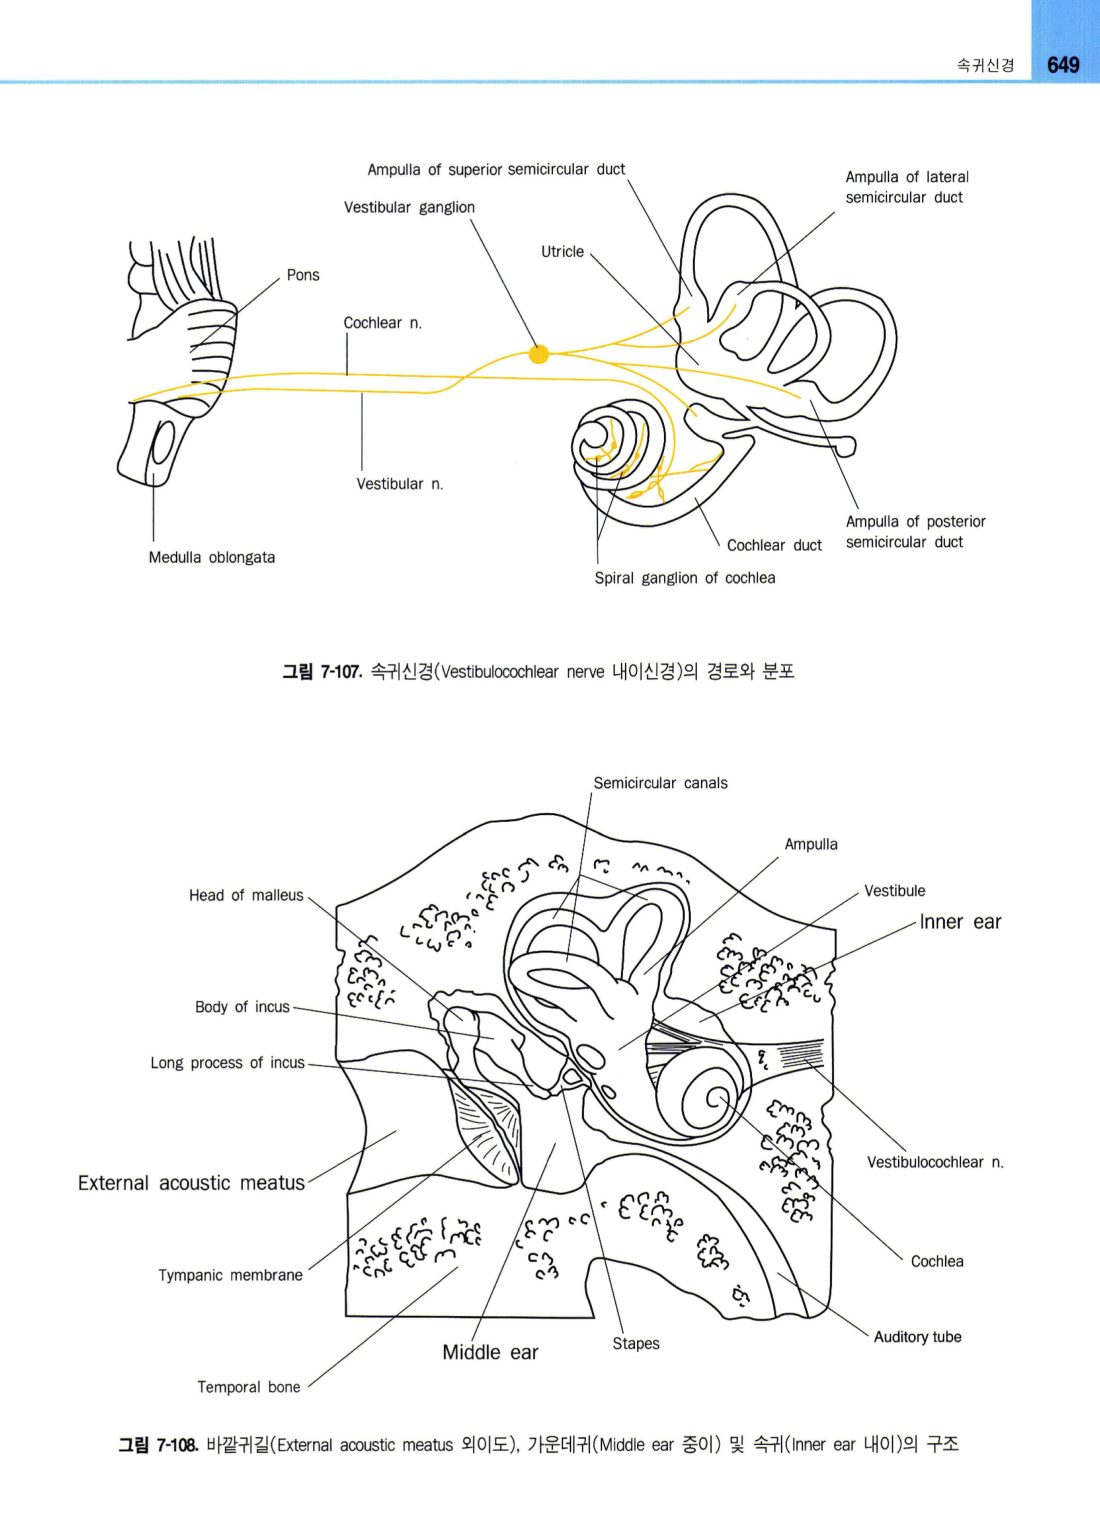 속귀신경 649
Ampulla of superior semicircular duct
Ampulla of lateral
semicircular duct
Vestibular ganglion
Utricle
Pons
Cochlear n.
Vestibular n.
Ampulla of posterior
semicircular duct
Cochlear duct
Medulla oblongata
Spiral ganglion of cochlea
그림 7-107. 속귀신경(Vestibulocochlear nerve 내이신경)의 경로와 분포
Semicircular canals
Ampulla
Head of malleus
Vestibule
Inner ear
Body of incus
Long process of incus
Vestibulocochlear n.
External acoustic meatus
Cochlea
Tympanic membrane
Auditory tube
Stapes
Middle ear
Temporal bone
그림 7-108. 바깥귀길(External acoustic meatus 외이도), 가운데귀(Middle ear 중이) 및 속귀(Inner ear 내이)의 구조